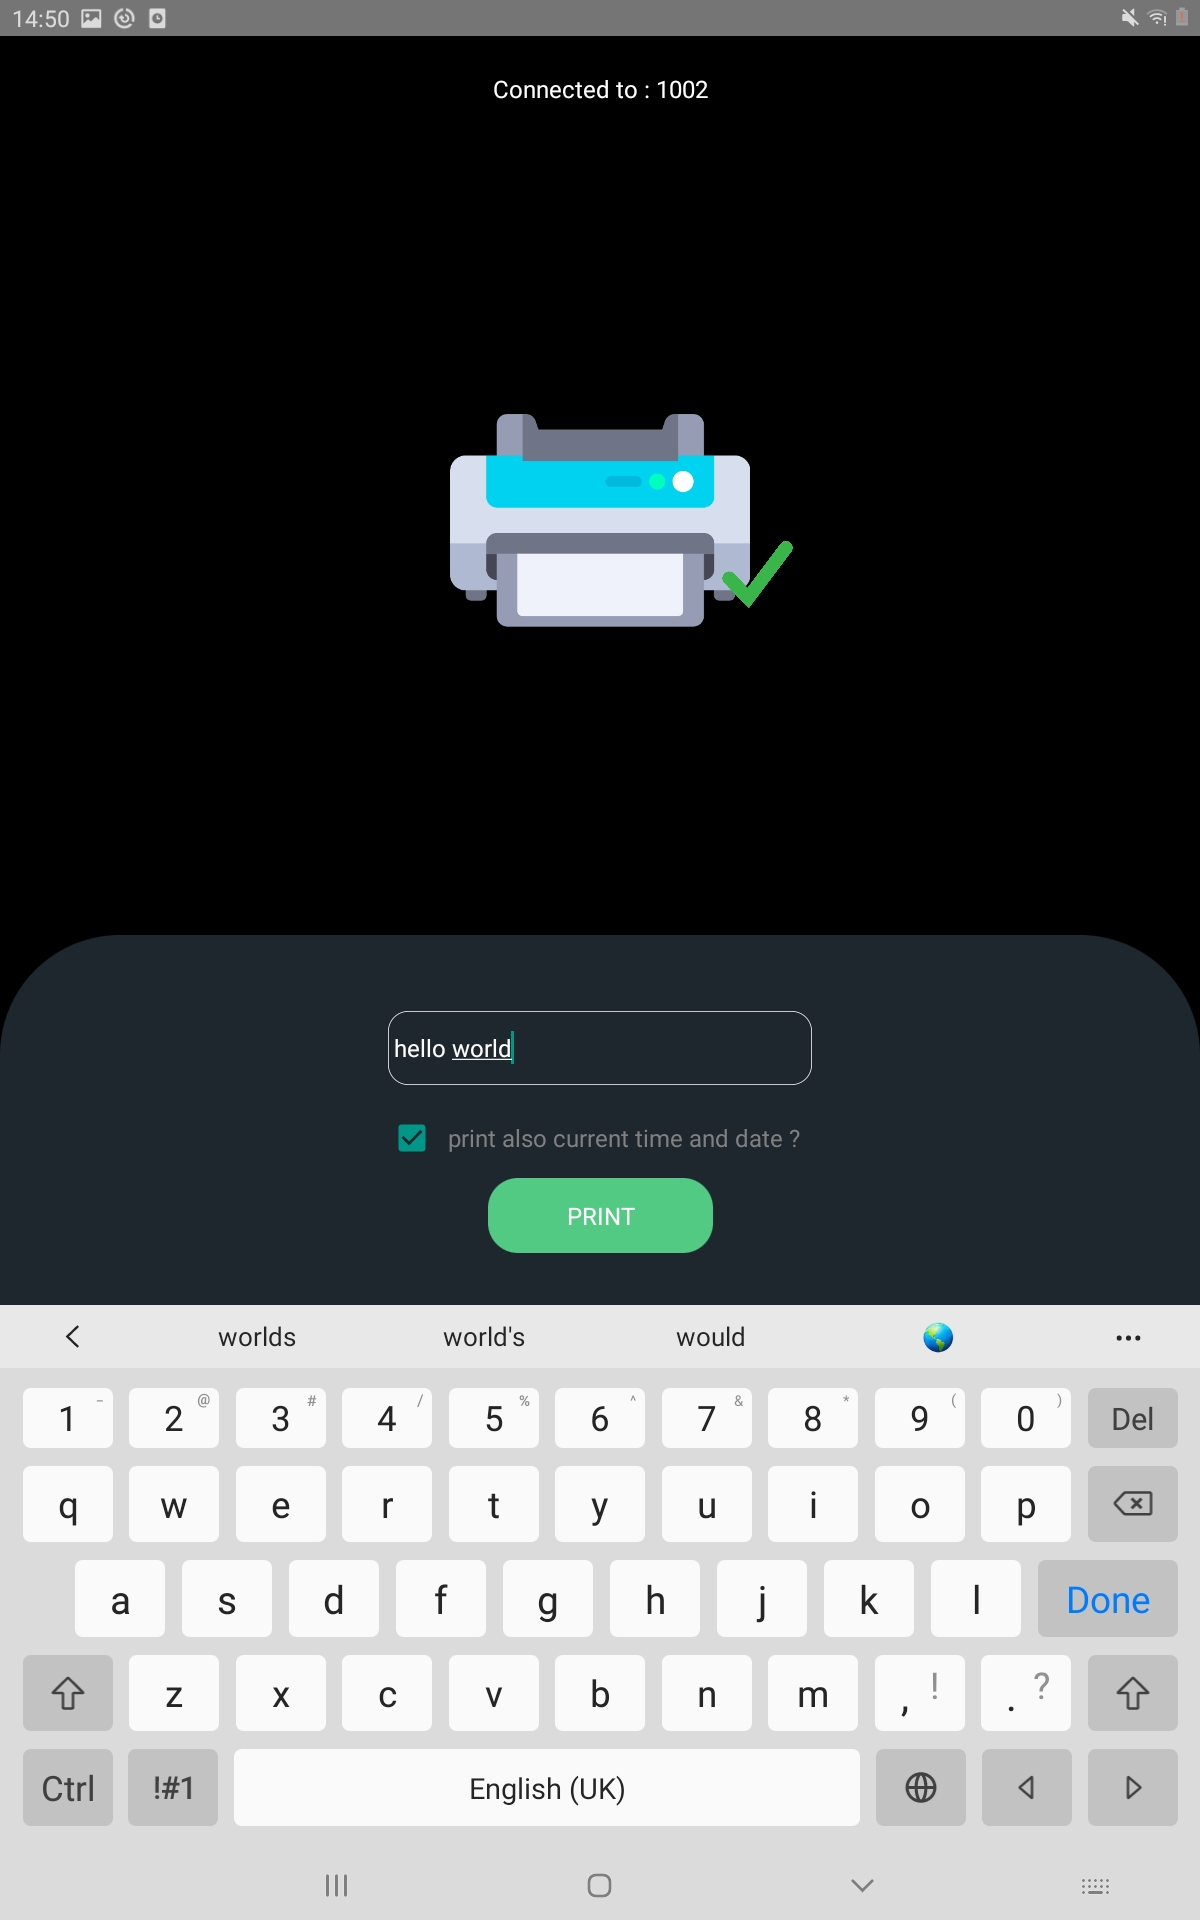 14:50
Connected to : 1002
hello world
print also current time and date ?
PRINT
worlds world's would
1 - 2 @ 3 # 4 / 5 % 6 ^ 7 & 8 * 9 ( 0 ) Del
q w e r t y u i o p
a s d f g h j k l Done
z x c v b n m , ! . ?
Ctrl !#1 English (UK)